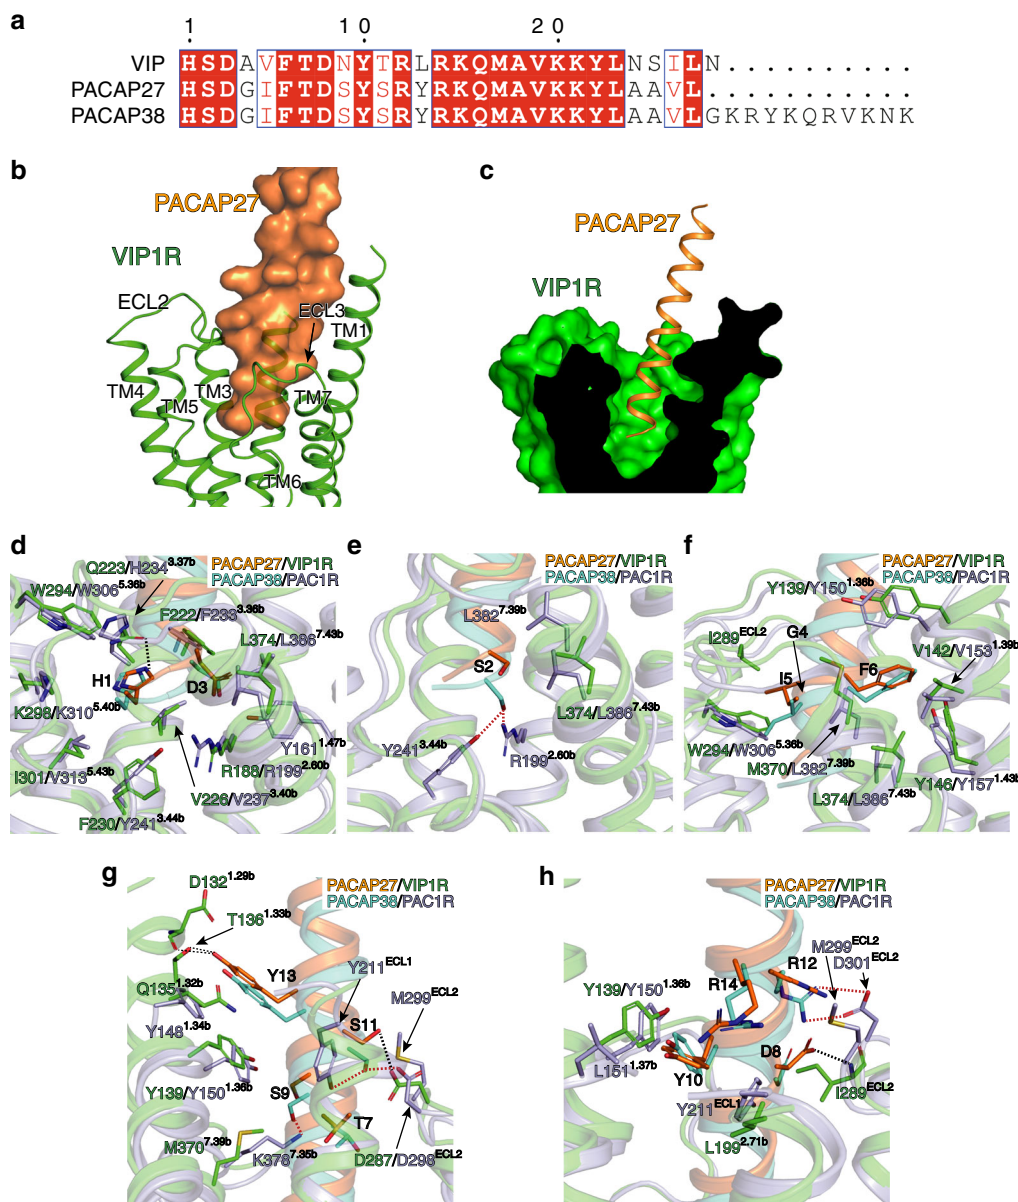 a
1 10 20
VIP HSDAVFTDNYTRLRKQMAVKKYLNSILN..........
PACAP27 HSDGIFTDSYSRYRKQMAVKKYLAAVL...........
PACAP38 HSDGIFTDSYSRYRKQMAVKKYLAAVLGKRYKQRVKNK
b
PACAP27
VIP1R
ECL2
ECL3
TM1
TM4
TM5
TM3
TM7
TM6
c
PACAP27
VIP1R
d
PACAP27/VIP1R
PACAP38/PAC1R
Q223/H234 3.37b
W294/W306 5.36b
F222/F233 3.36b
L374/L386 7.43b
H1
D3
K298/K310 5.40b
Y161 1.47b
I301/V313 5.43b
R188/R199 2.60b
V226/V237 3.40b
F230/Y241 3.44b
e
PACAP27/VIP1R
PACAP38/PAC1R
L382 7.39b
S2
L374/L386 7.43b
Y241 3.44b
R199 2.60b
f
PACAP27/VIP1R
PACAP38/PAC1R
Y139/Y150 1.36b
I289 ECL2
G4
V142/V153 1.39b
I5
F6
W294/W306 5.36b
M370/L382 7.39b
Y146/Y157 1.43b
L374/L386 7.43b
g
PACAP27/VIP1R
PACAP38/PAC1R
D132 1.29b
T136 1.33b
Y13
Y211 ECL1
Q135 1.32b
M299 ECL2
Y148 1.34b
S11
Y139/Y150 1.36b
S9
T7
M370 7.39b
K378 7.35b
D287/D298 ECL2
h
PACAP27/VIP1R
PACAP38/PAC1R
M299 ECL2
D301 ECL2
R12
R14
Y139/Y150 1.36b
D8
L151 1.37b
Y10
I289 ECL2
Y211 ECL1
L199 2.71b